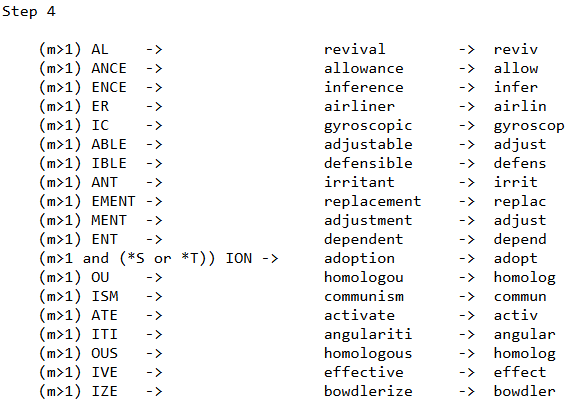 Step 4
(m>1) AL -> revival -> reviv
(m>1) ANCE -> allowance -> allow
(m>1) ENCE -> inference -> infer
(m>1) ER -> airliner -> airlin
(m>1) IC -> gyroscopic -> gyroscop
(m>1) ABLE -> adjustable -> adjust
(m>1) IBLE -> defensible -> defens
(m>1) ANT -> irritant -> irrit
(m>1) EMENT -> replacement -> replac
(m>1) MENT -> adjustment -> adjust
(m>1) ENT -> dependent -> depend
(m>1 and (*S or *T)) ION -> adoption -> adopt
(m>1) OU -> homologou -> homolog
(m>1) ISM -> communism -> commun
(m>1) ATE -> activate -> activ
(m>1) ITI -> angulariti -> angular
(m>1) OUS -> homologous -> homolog
(m>1) IVE -> effective -> effect
(m>1) IZE -> bowdlerize -> bowdler